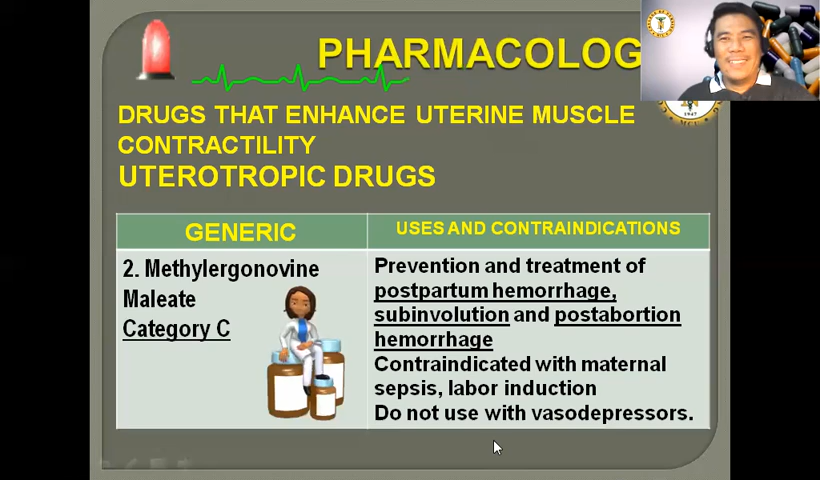 PHARMACOLOG
DRUGS THAT ENHANCE UTERINE MUSCLE
CONTRACTILITY
UTEROTROPIC DRUGS
GENERIC
USES AND CONTRAINDICATIONS
2. Methylergonovine
Maleate
Category C
Prevention and treatment of
postpartum hemorrhage,
subinvolution and postabortion
hemorrhage
Contraindicated with maternal
sepsis, labor induction
Do not use with vasodepressors.
1947